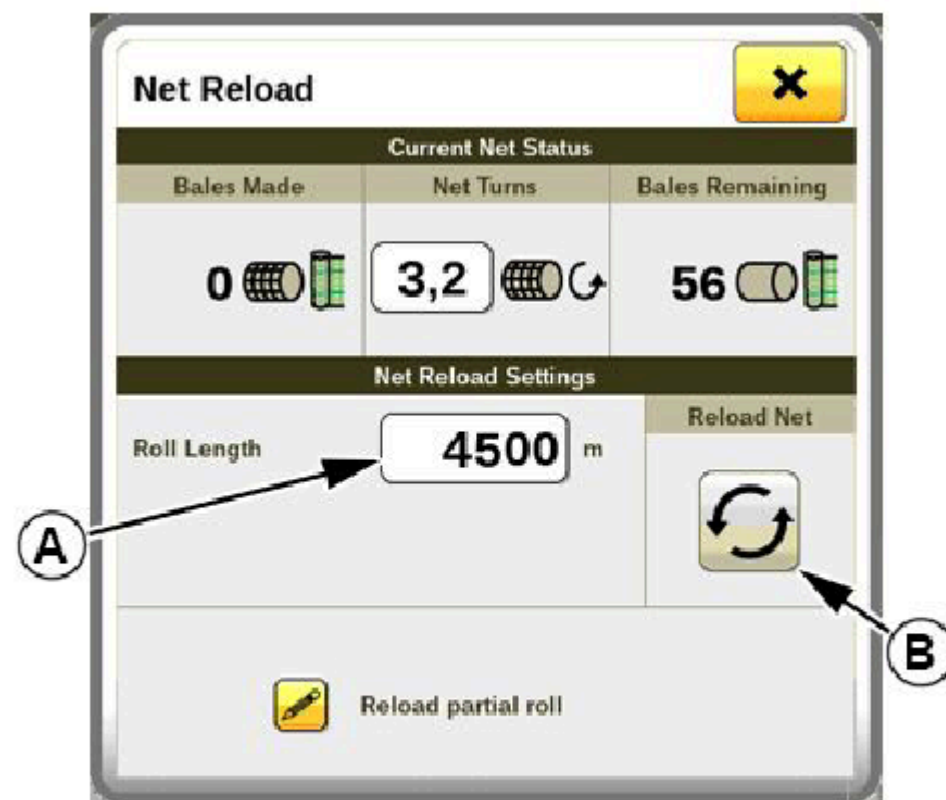 Net Reload
Current Net Status
Bales Made Net Turns Bales Remaining
0 3,2 56
Net Reload Settings
Reload Net
Roll Length 4500 m
A
B
Reload partial roll